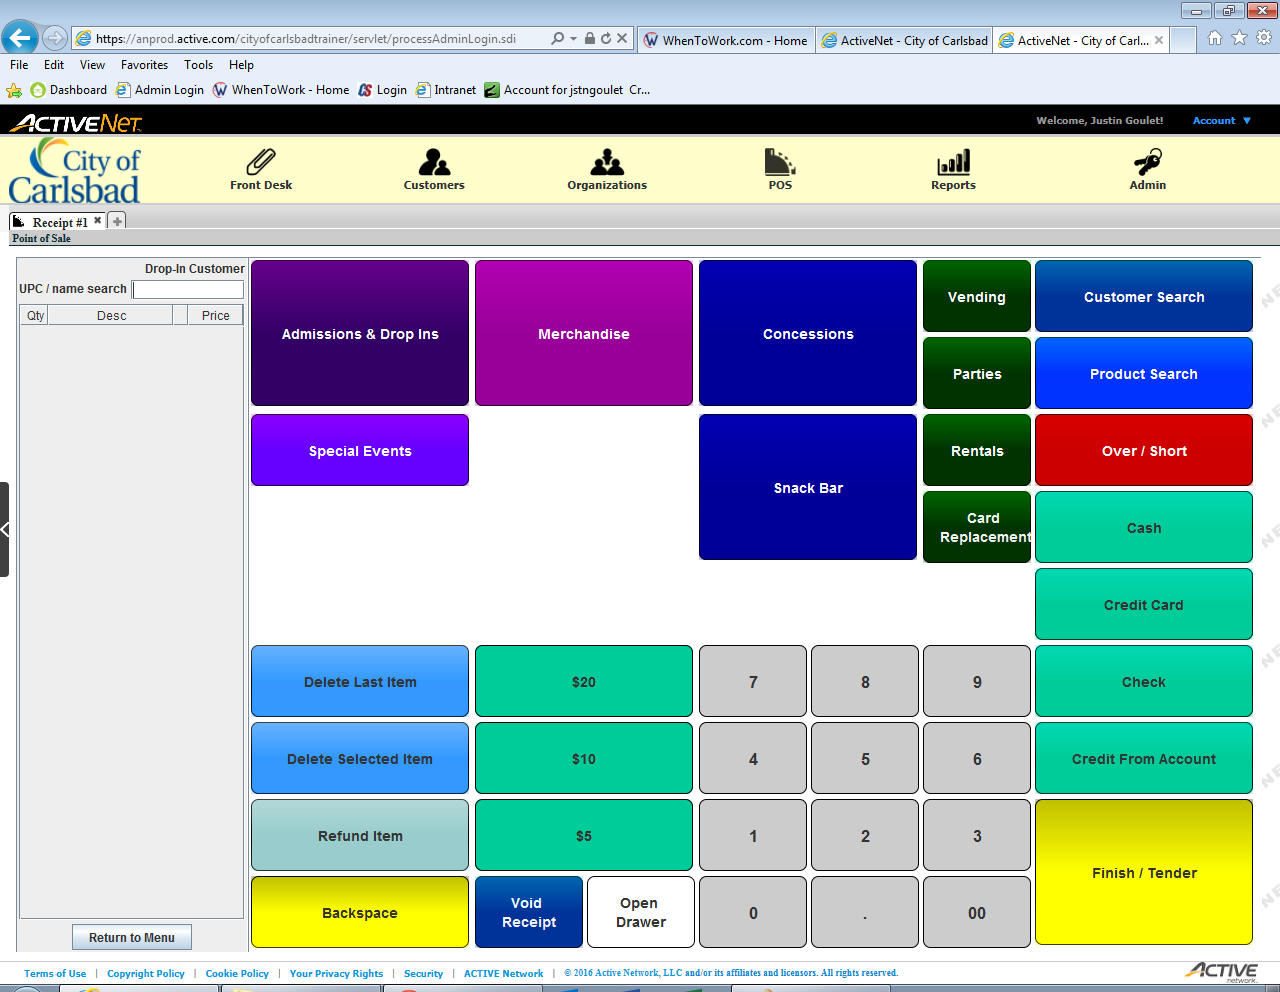 https://anprod.active.com/cityofcarlsbadtrainer/servlet/processAdminLogin.sdi
WhenToWork.com - Home
ActiveNet - City of Carlsbad
ActiveNet - City of Carl...
File Edit View Favorites Tools Help
Dashboard Admin Login WhenToWork - Home Login Intranet Account for jstngoulet Cr...
ACTIVENet
Welcome, Justin Goulet! Account
City of
Carlsbad
Front Desk Customers Organizations POS Reports Admin
Receipt #1
Point of Sale
Drop-In Customer
UPC / name search
Qty Desc Price
Return to Menu
Admissions & Drop Ins
Merchandise
Concessions
Vending
Customer Search
Parties
Product Search
Special Events
Snack Bar
Rentals
Over / Short
Card
Replacement
Cash
Credit Card
Delete Last Item
$20
7 8 9
Check
Delete Selected Item
$10
4 5 6
Credit From Account
Refund Item
$5
1 2 3
Finish / Tender
Backspace
Void
Receipt
Open
Drawer
0 . 00
Terms of Use | Copyright Policy | Cookie Policy | Your Privacy Rights | Security | ACTIVE Network | © 2016 Active Network, LLC and/or its affiliates and licensors. All rights reserved.
ACTIVE
network